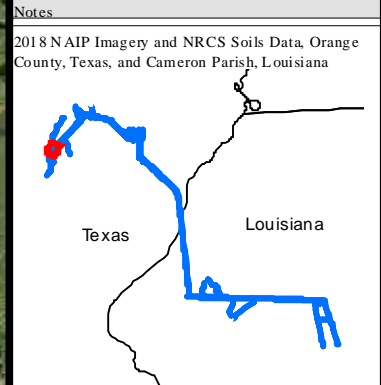 Notes
2018 NAIP Imagery and NRCS Soils Data, Orange
County, Texas, and Cameron Parish, Louisiana
Louisiana
Texas